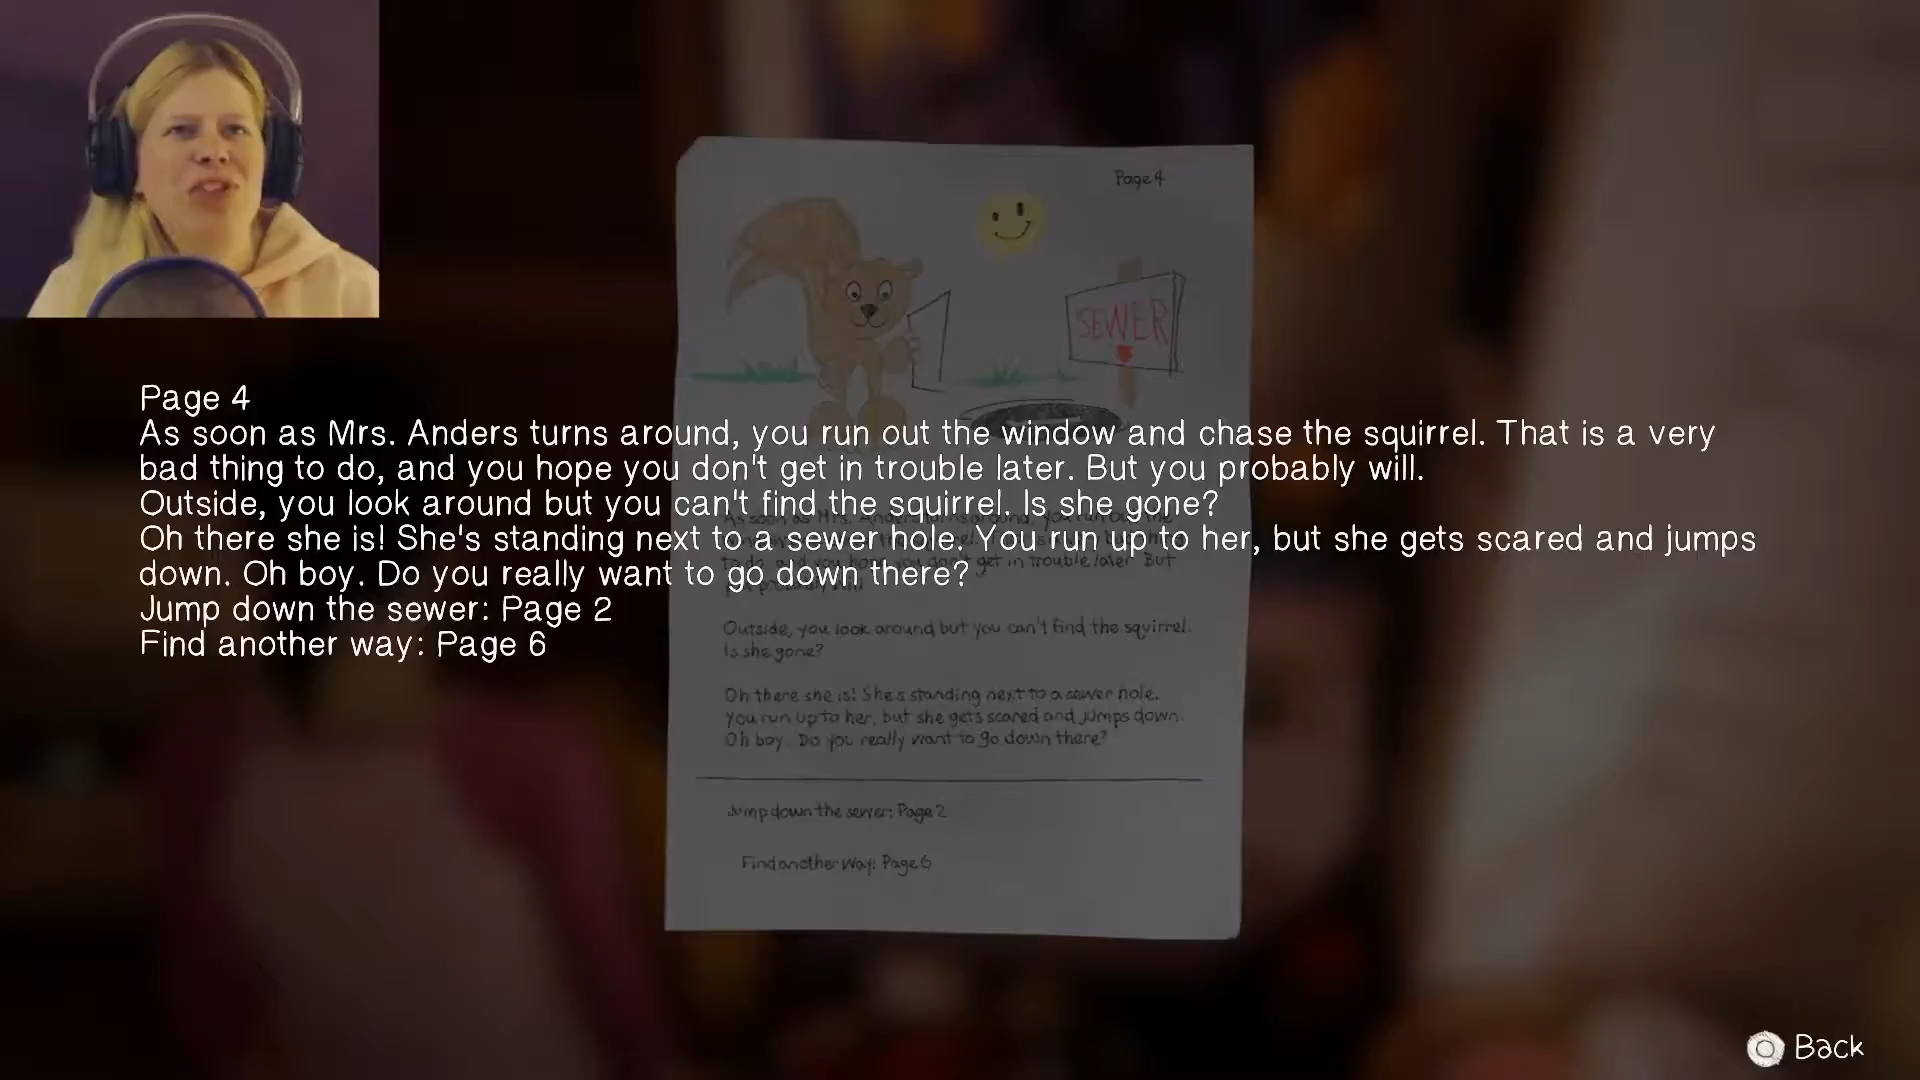 Page 4
SEWER
Page 4
As soon as Mrs. Anders turns around, you run out the window and chase the squirrel. That is a very
bad thing to do, and you hope you don't get in trouble later. But you probably will.
Outside, you look around but you can't find the squirrel. Is she gone?
Oh there she is! She's standing next to a sewer hole. You run up to her, but she gets scared and jumps
down. Oh boy. Do you really want to go down there?
Jump down the sewer: Page 2
Find another way: Page 6
Outside, you look around but you can't find the squirrel.
Is she gone?
Oh there she is! She's standing next to a sewer hole.
You run up to her, but she gets scared and jumps down.
Oh boy. Do you really want to go down there?
Jump down the sewer: Page 2
Find another way: Page 6
Back